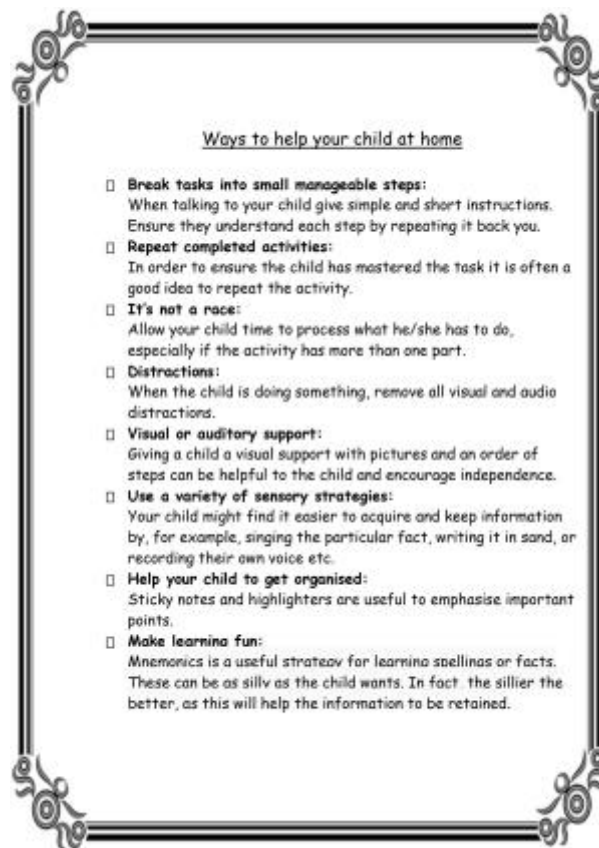 Ways to help your child at home
Break tasks into small manageable steps:
When talking to your child give simple and short instructions.
Ensure they understand each step by repeating it back you.
Repeat completed activities:
In order to ensure the child has mastered the task it is often a
good idea to repeat the activity.
It's not a race:
Allow your child time to process what he/she has to do,
especially if the activity has more than one part.
Distractions:
When the child is doing something, remove all visual and audio
distractions.
Visual or auditory support:
Giving a child a visual support with pictures and an order of
steps can be helpful to the child and encourage independence.
Use a variety of sensory strategies:
Your child might find it easier to acquire and keep information
by, for example, singing the particular fact, writing it in sand, or
recording their own voice etc.
Help your child to get organised:
Sticky notes and highlighters are useful to emphasise important
points.
Make learning fun:
Mnemonics is a useful strategy for learning spellings or facts.
These can be as silly as the child wants. In fact, the sillier the
better, as this will help the information to be retained.